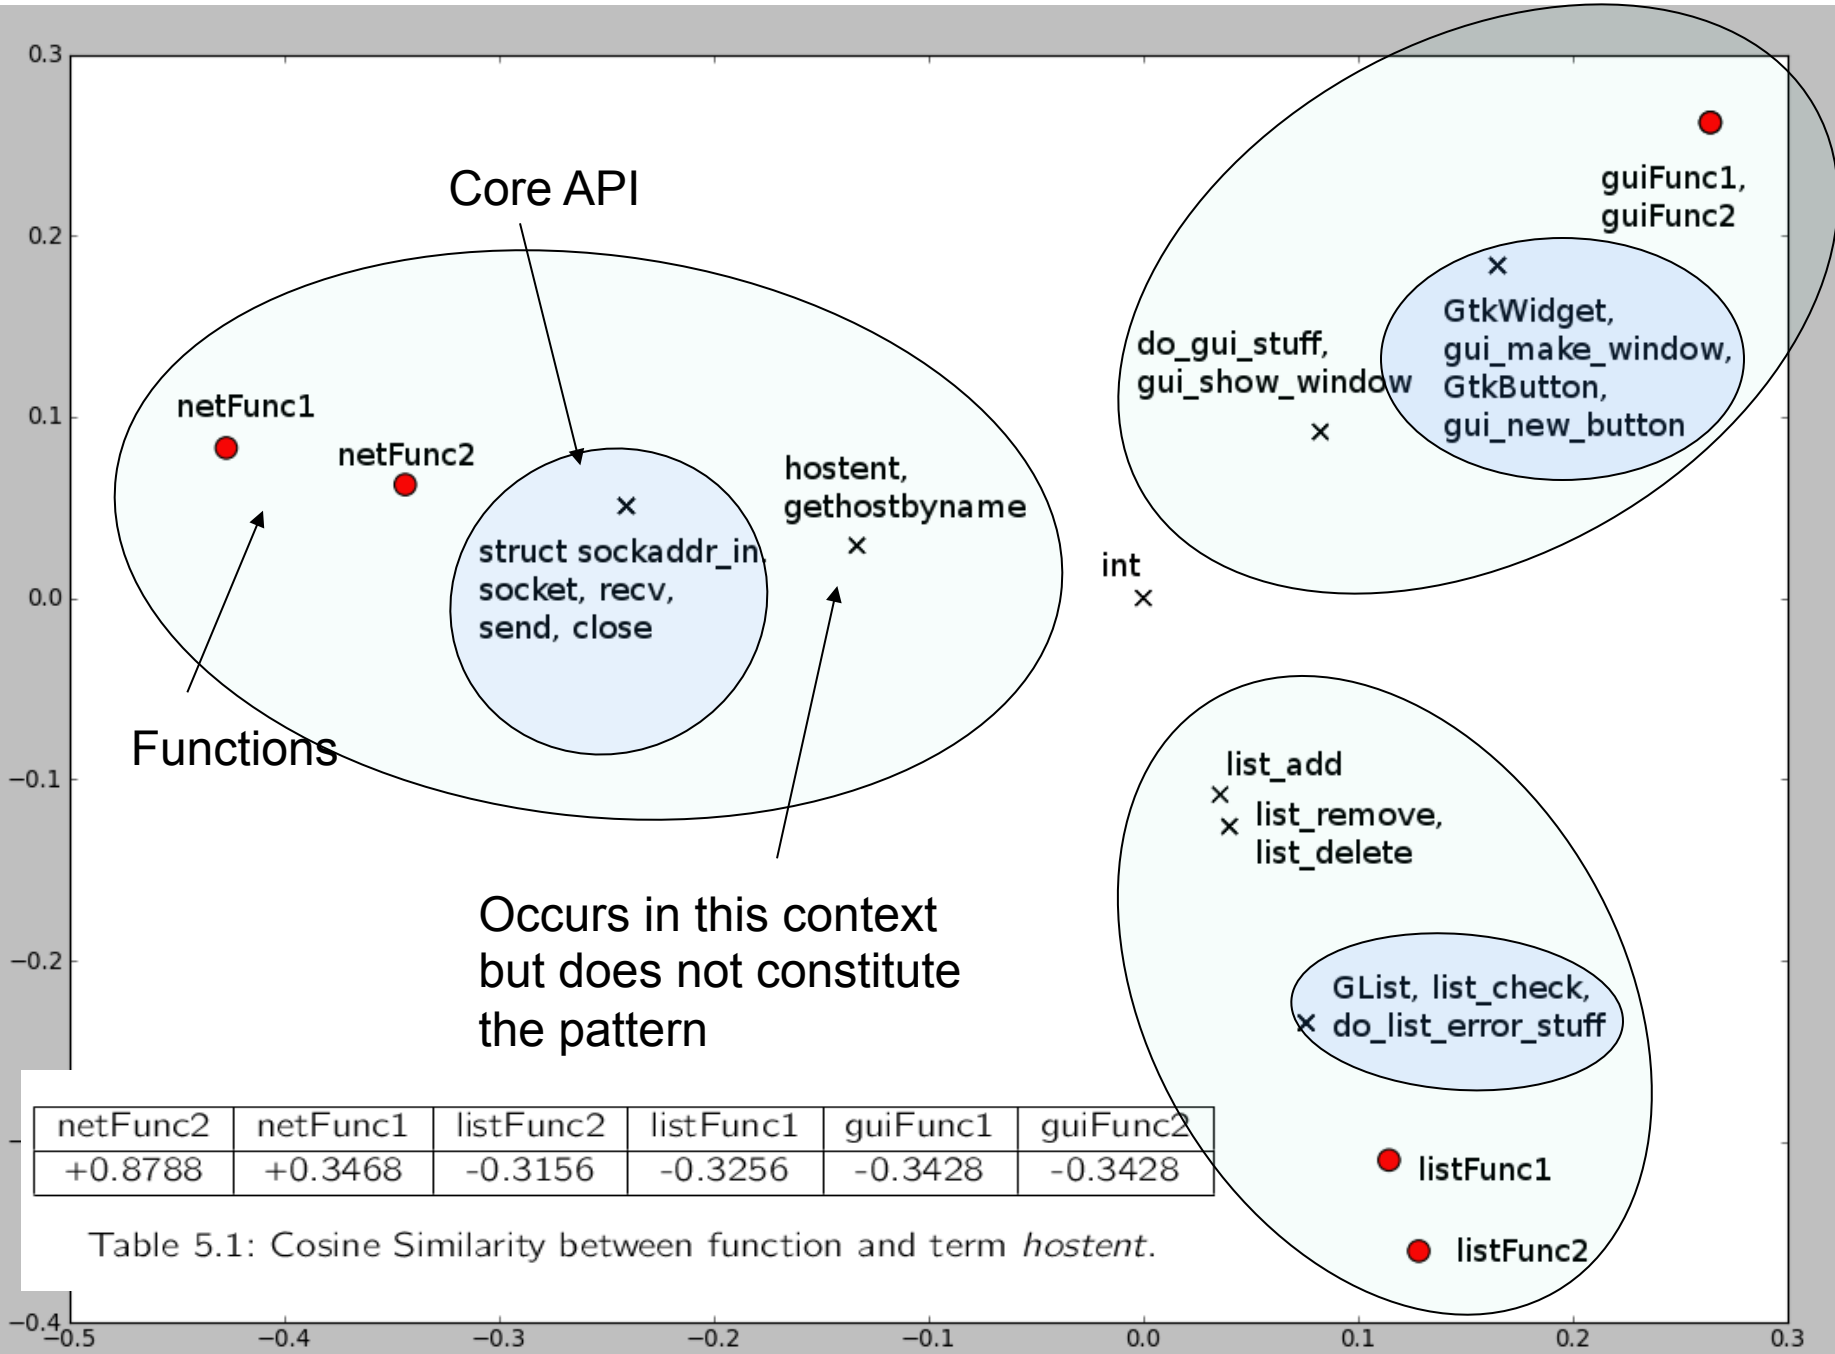 0.3
0.2
0.1
0.0
−0.1
−0.2
−0.4
−0.5
−0.4
−0.3
−0.2
−0.1
0.0
0.1
0.2
0.3
Core API
netFunc1
netFunc2
struct sockaddr_in,
socket, recv,
send, close
hostent,
gethostbyname
Functions
Occurs in this context
but does not constitute
the pattern
int
guiFunc1,
guiFunc2
do_gui_stuff,
gui_show_window
GtkWidget,
gui_make_window,
GtkButton,
gui_new_button
list_add
list_remove,
list_delete
GList, list_check,
do_list_error_stuff
listFunc1
listFunc2
netFunc2 netFunc1 listFunc2 listFunc1 guiFunc1 guiFunc2
+0.8788 +0.3468 -0.3156 -0.3256 -0.3428 -0.3428
Table 5.1: Cosine Similarity between function and term hostent.